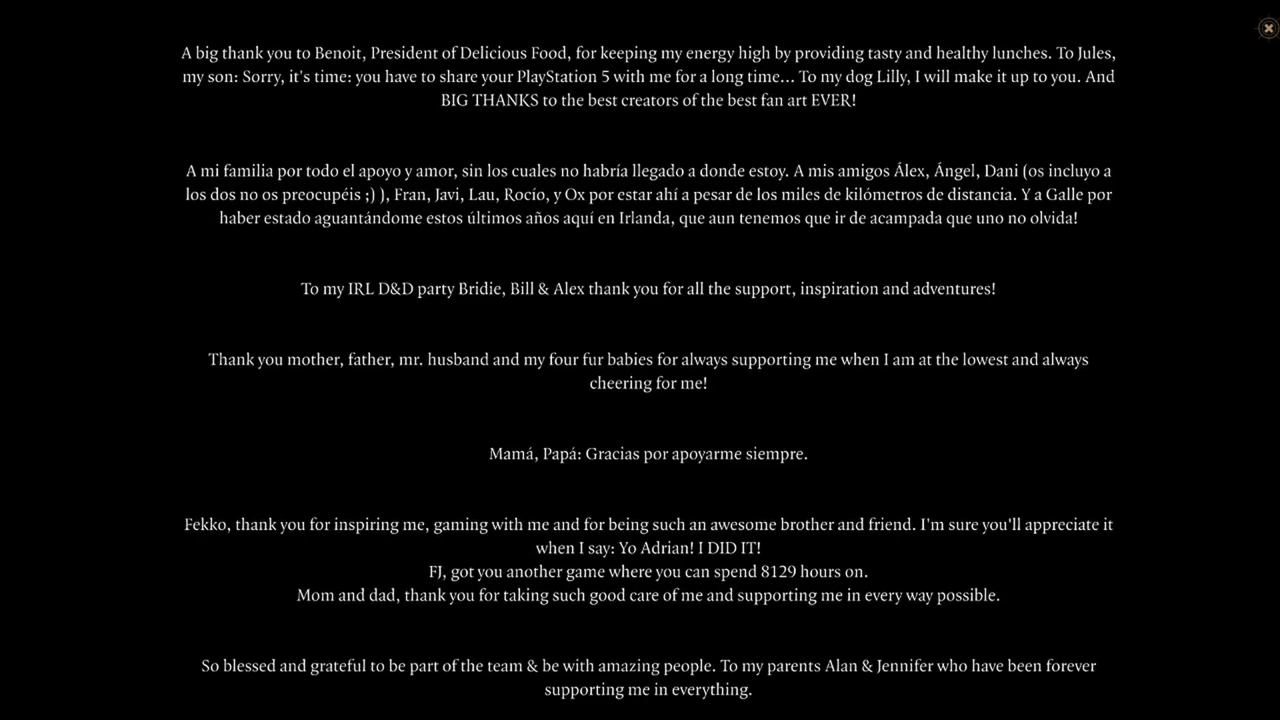 A big thank you to Benoit, President of Delicious Food, for keeping my energy high by providing tasty and healthy lunches. To Jules,
my son: Sorry, it's time: you have to share your PlayStation 5 with me for a long time... To my dog Lilly, I will make it up to you. And
BIG THANKS to the best creators of the best fan art EVER!
A mi familia por todo el apoyo y amor, sin los cuales no habría llegado a donde estoy. A mis amigos Álex, Ángel, Dani (os incluyo a
los dos no os preocupéis ;) ), Fran, Javi, Lau, Rocío, y Ox por estar ahí a pesar de los miles de kilómetros de distancia. Y a Galle por
haber estado aguantándome estos últimos años aquí en Irlanda, que aun tenemos que ir de acampada que uno no olvida!
To my IRL D&D party Bridie, Bill & Alex thank you for all the support, inspiration and adventures!
Thank you mother, father, mr. husband and my four fur babies for always supporting me when I am at the lowest and always
cheering for me!
Mamá, Papá: Gracias por apoyarme siempre.
Fekko, thank you for inspiring me, gaming with me and for being such an awesome brother and friend. I'm sure you'll appreciate it
when I say: Yo Adrian! I DID IT!
FJ, got you another game where you can spend 8129 hours on.
Mom and dad, thank you for taking such good care of me and supporting me in every way possible.
So blessed and grateful to be part of the team & be with amazing people. To my parents Alan & Jennifer who have been forever
supporting me in everything.